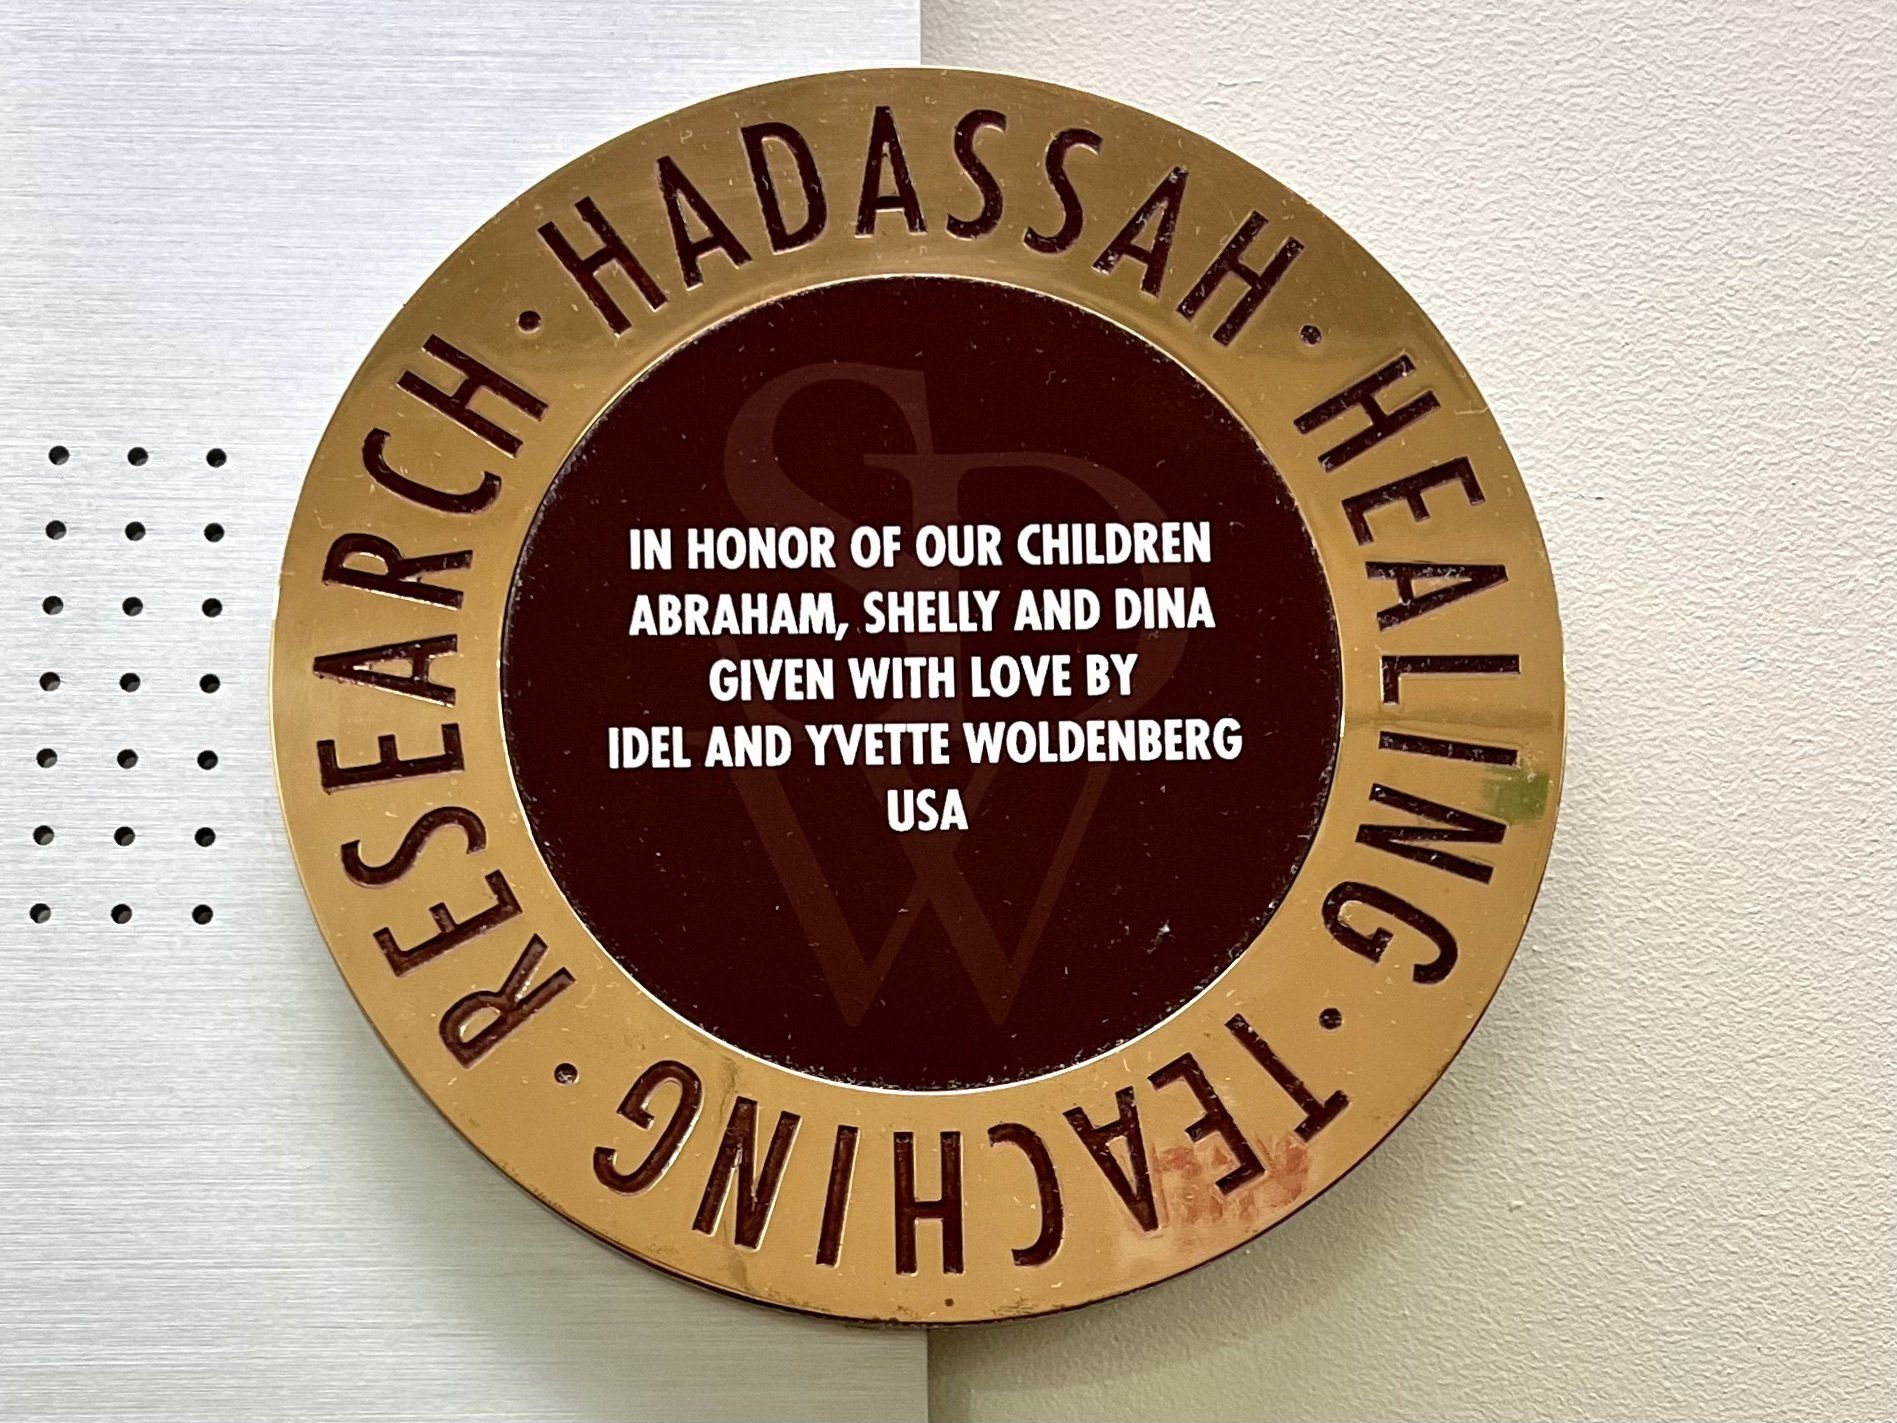 HADASSAH · HEALING · TEACHING · RESEARCH ·
SDW
IN HONOR OF OUR CHILDREN
ABRAHAM, SHELLY AND DINA
GIVEN WITH LOVE BY
IDEL AND YVETTE WOLDENBERG
USA